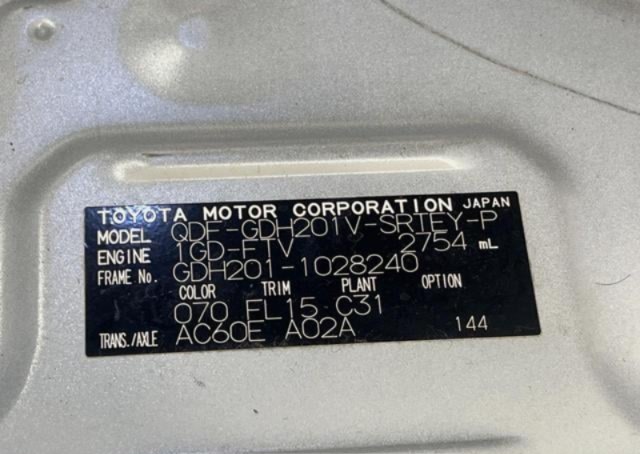 TOYOTA MOTOR CORPORATION JAPAN
MODEL QDF-GDH201V-SRTEY-P
ENGINE 1GD-FTV 2754 mL
FRAME No. GDH201-1028240
COLOR TRIM PLANT OPTION
070 EL15 C31
TRANS./AXLE AC60E A02A 144